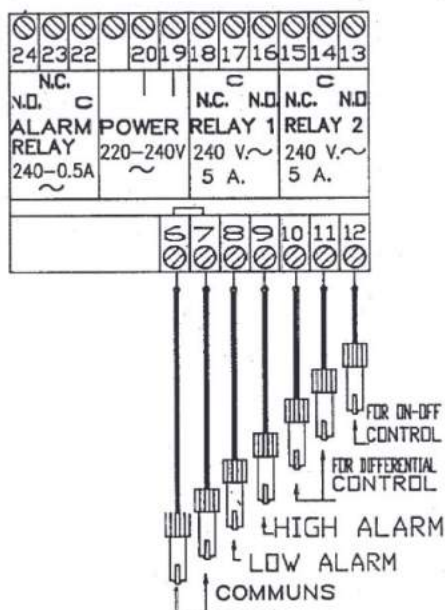 24 23 22 20 19 18 17 16 15 14 13
N.C. C C
N.O. C N.C. N.O N.C. N.O
ALARM POWER RELAY 1 RELAY 2
RELAY 220-240V 240 V.~ 240 V.~
240-0.5A ~ 5 A. 5 A.
~
6 7 8 9 10 11 12
FOR ON-OFF
CONTROL
FOR DIFFERENTIAL
CONTROL
HIGH ALARM
LOW ALARM
COMMUNS